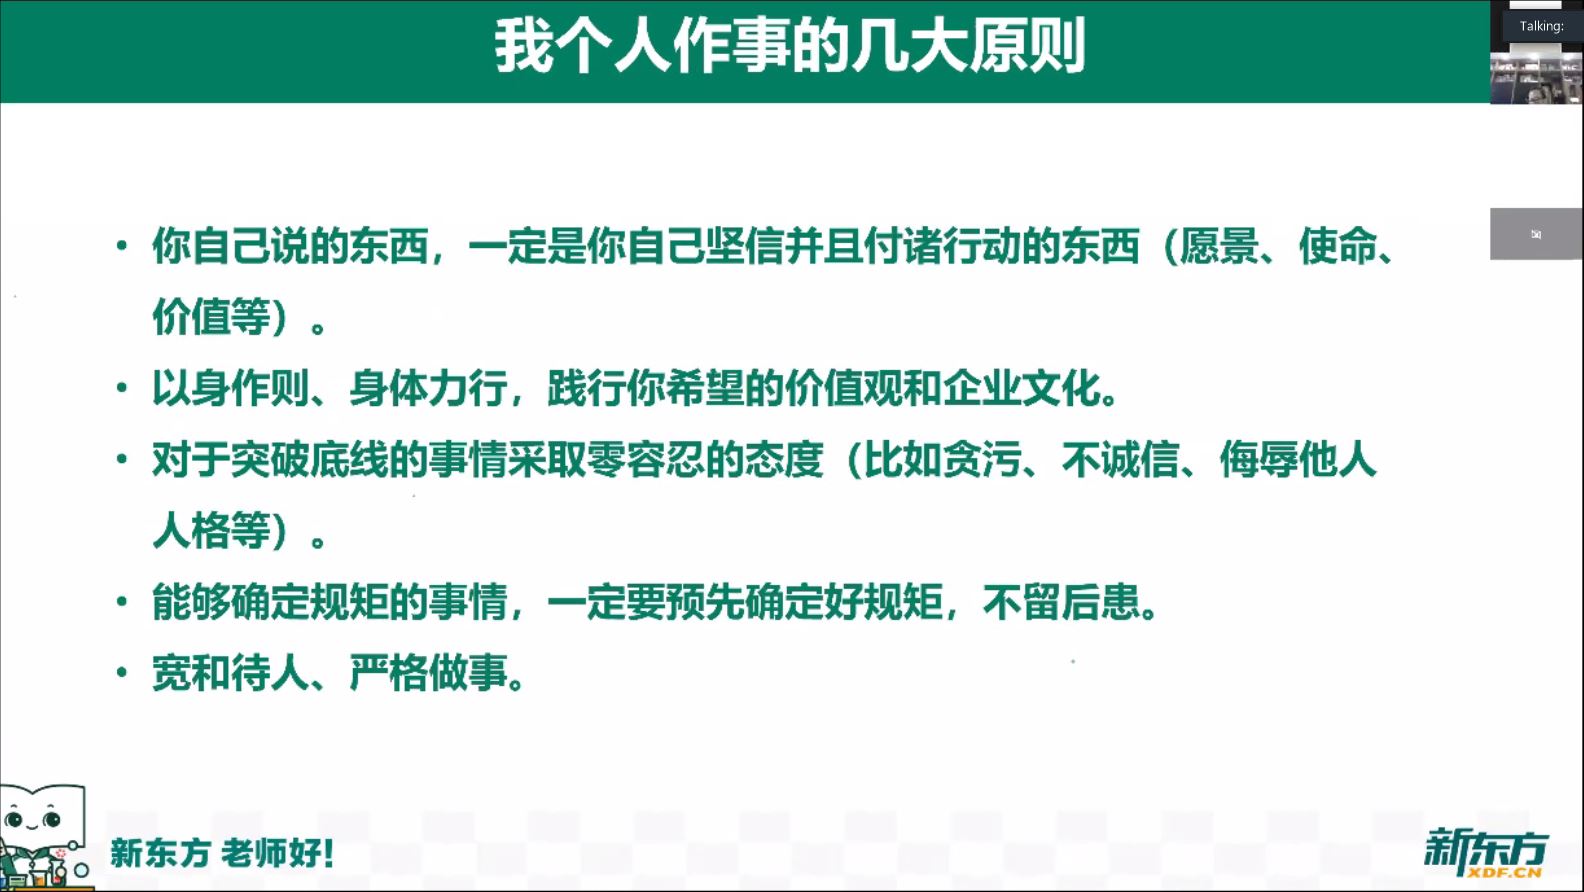 我个人作事的几大原则
Talking:
• 你自己说的东西，一定是你自己坚信并且付诸行动的东西（愿景、使命、
价值等）。
• 以身作则、身体力行，践行你希望的价值观和企业文化。
• 对于突破底线的事情采取零容忍的态度（比如贪污、不诚信、侮辱他人
人格等）。
• 能够确定规矩的事情，一定要预先确定好规矩，不留后患。
• 宽和待人、严格做事。
新东方 老师好!
新东方
XDF.CN